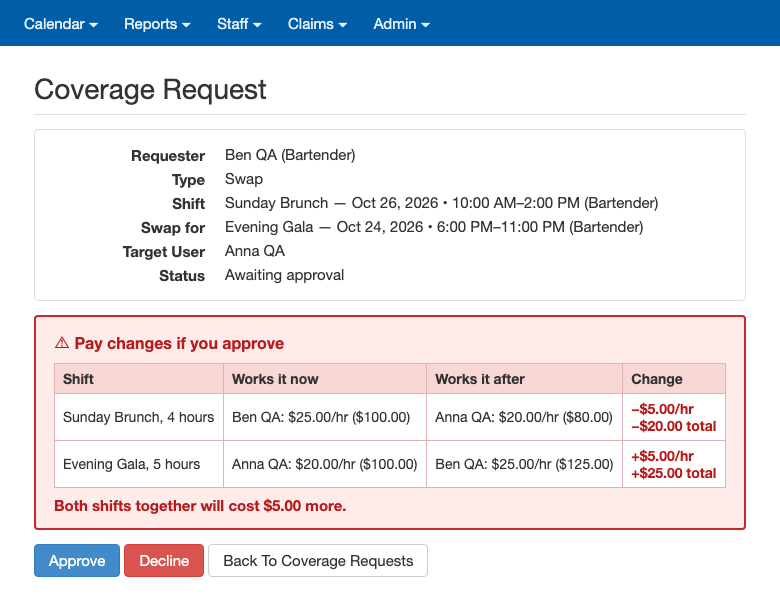 Calendar Reports Staff Claims Admin
Coverage Request
Requester Ben QA (Bartender)
Type Swap
Shift Sunday Brunch — Oct 26, 2026 • 10:00 AM–2:00 PM (Bartender)
Swap for Evening Gala — Oct 24, 2026 • 6:00 PM–11:00 PM (Bartender)
Target User Anna QA
Status Awaiting approval
⚠ Pay changes if you approve
Shift Works it now Works it after Change
Sunday Brunch, 4 hours Ben QA: $25.00/hr ($100.00) Anna QA: $20.00/hr ($80.00) −$5.00/hr
−$20.00 total
Evening Gala, 5 hours Anna QA: $20.00/hr ($100.00) Ben QA: $25.00/hr ($125.00) +$5.00/hr
+$25.00 total
Both shifts together will cost $5.00 more.
Approve Decline Back To Coverage Requests